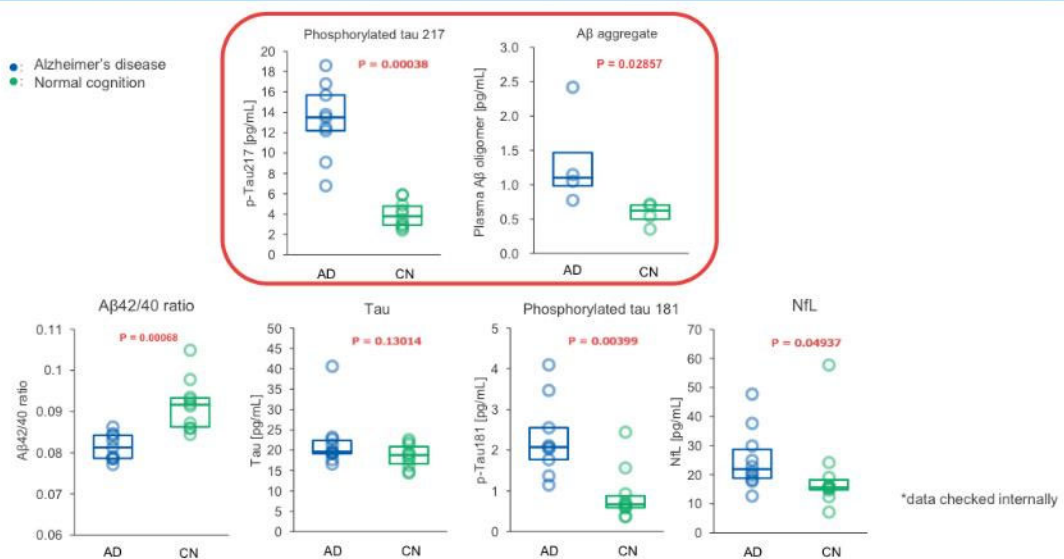 Phosphorylated tau 217
Aβ aggregate
: Alzheimer's disease
: Normal cognition
P = 0.00038
P = 0.02857
p-Tau217 [pg/mL]
20
18
16
14
12
10
8
6
4
2
0
AD
CN
Plasma Aβ oligomer [pg/mL]
3.0
2.5
2.0
1.5
1.0
0.5
0.0
AD
CN
Aβ42/40 ratio
P = 0.00068
Aβ42/40 ratio
0.11
0.1
0.09
0.08
0.07
0.06
AD
CN
Tau
P = 0.13014
Tau [pg/mL]
50
45
40
35
30
25
20
15
10
5
0
AD
CN
Phosphorylated tau 181
P = 0.00399
p-Tau181 [pg/mL]
5
4
3
2
1
0
AD
CN
NfL
P = 0.04937
NfL [pg/mL]
70
60
50
40
30
20
10
0
AD
CN
*data checked internally